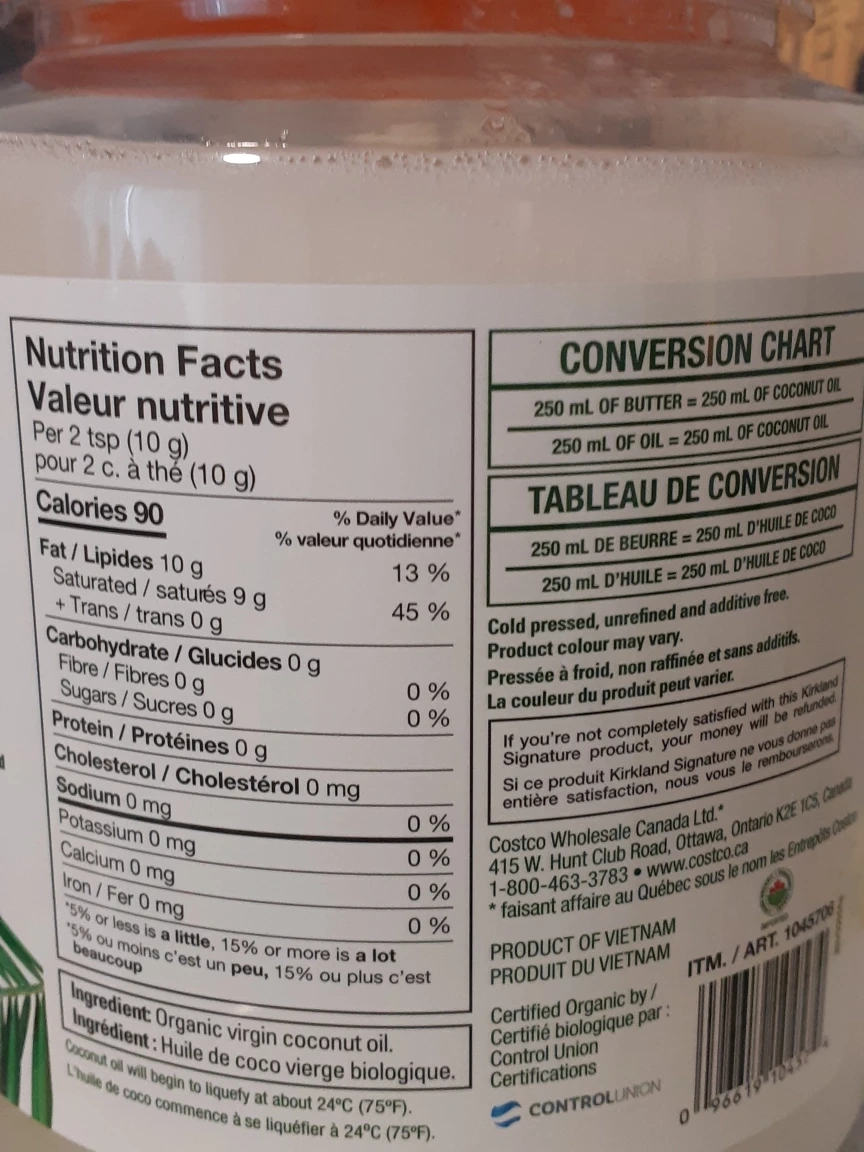 Nutrition Facts
Valeur nutritive
Per 2 tsp (10 g)
pour 2 c. à thé (10 g)
Calories 90
% Daily Value*
% valeur quotidienne*
Fat / Lipides 10 g 13 %
Saturated / saturés 9 g
+ Trans / trans 0 g 45 %
Carbohydrate / Glucides 0 g
Fibre / Fibres 0 g 0 %
Sugars / Sucres 0 g 0 %
Protein / Protéines 0 g
Cholesterol / Cholestérol 0 mg
Sodium 0 mg 0 %
Potassium 0 mg 0 %
Calcium 0 mg 0 %
Iron / Fer 0 mg 0 %
*5% or less is a little, 15% or more is a lot
*5% ou moins c'est un peu, 15% ou plus c'est
beaucoup
Ingredient: Organic virgin coconut oil.
Ingrédient : Huile de coco vierge biologique.
Coconut oil will begin to liquefy at about 24ºC (75ºF).
L'huile de coco commence à se liquéfier à 24ºC (75ºF).
CONVERSION CHART
250 mL OF BUTTER = 250 mL OF COCONUT OIL
250 mL OF OIL = 250 mL OF COCONUT OIL
TABLEAU DE CONVERSION
250 mL DE BEURRE = 250 mL D'HUILE DE COCO
250 mL D'HUILE = 250 mL D'HUILE DE COCO
Cold pressed, unrefined and additive free.
Product colour may vary.
Pressée à froid, non raffinée et sans additifs.
La couleur du produit peut varier.
If you're not completely satisfied with this Kirkland
Signature product, your money will be refunded.
Si ce produit Kirkland Signature ne vous donne pas
entière satisfaction, nous vous le rembourserons.
Costco Wholesale Canada Ltd.*
415 W. Hunt Club Road, Ottawa, Ontario K2E 1C5, Canada
1-800-463-3783 • www.costco.ca
* faisant affaire au Québec sous le nom les Entrepôts Costco
PRODUCT OF VIETNAM
PRODUIT DU VIETNAM
ITM. / ART. 1045706
Certified Organic by /
Certifié biologique par :
Control Union
Certifications
CONTROLUNION